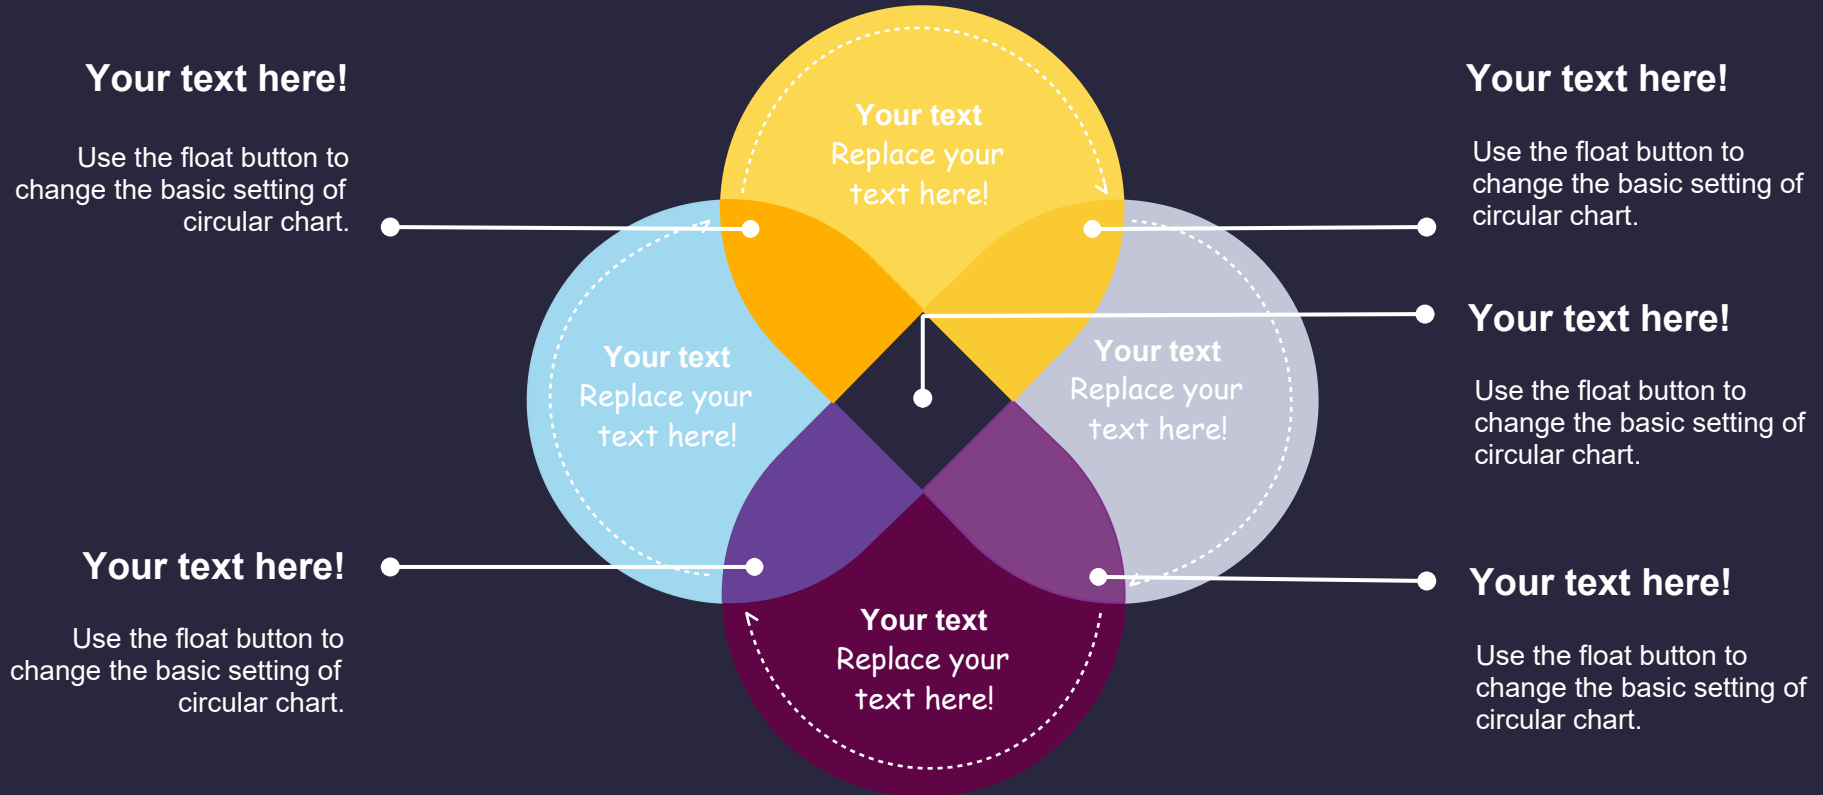 Your text here!
Use the float button to
change the basic setting of
circular chart.
Your text here!
Use the float button to
change the basic setting of
circular chart.
Your text
Replace your
text here!
Your text
Replace your
text here!
Your text
Replace your
text here!
Your text
Replace your
text here!
Your text here!
Use the float button to
change the basic setting of
circular chart.
Your text here!
Use the float button to
change the basic setting of
circular chart.
Your text here!
Use the float button to
change the basic setting of
circular chart.